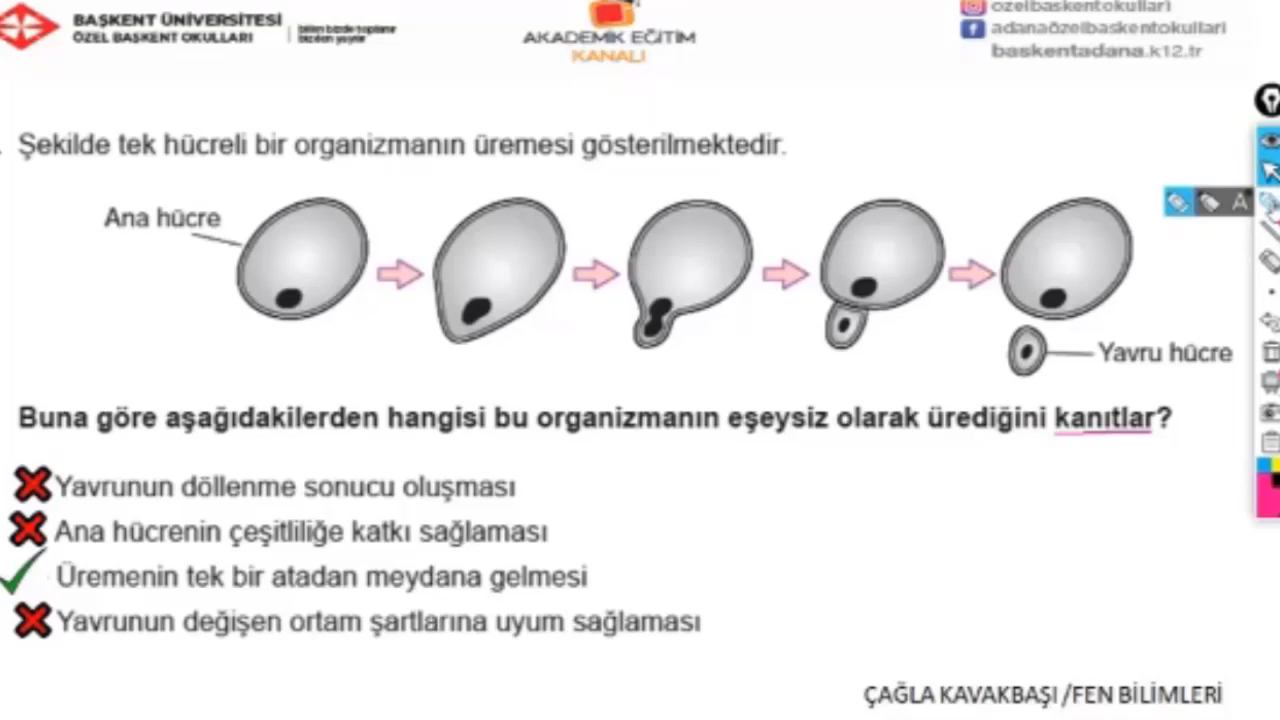 BAŞKENT ÜNİVERSİTESİ
ÖZEL BAŞKENT OKULLARI
AKADEMİK EĞİTİM
KANALI
ozelbaskentokullari
adanaözelbaskentokullari
baskentadana.k12.tr
Şekilde tek hücreli bir organizmanın üremesi gösterilmektedir.
Ana hücre
Yavru hücre
Buna göre aşağıdakilerden hangisi bu organizmanın eşeysiz olarak ürediğini kanıtlar?
Yavrunun döllenme sonucu oluşması
Ana hücrenin çeşitliliğe katkı sağlaması
Üremenin tek bir atadan meydana gelmesi
Yavrunun değişen ortam şartlarına uyum sağlaması
ÇAĞLA KAVAKBAŞI /FEN BİLİMLERİ